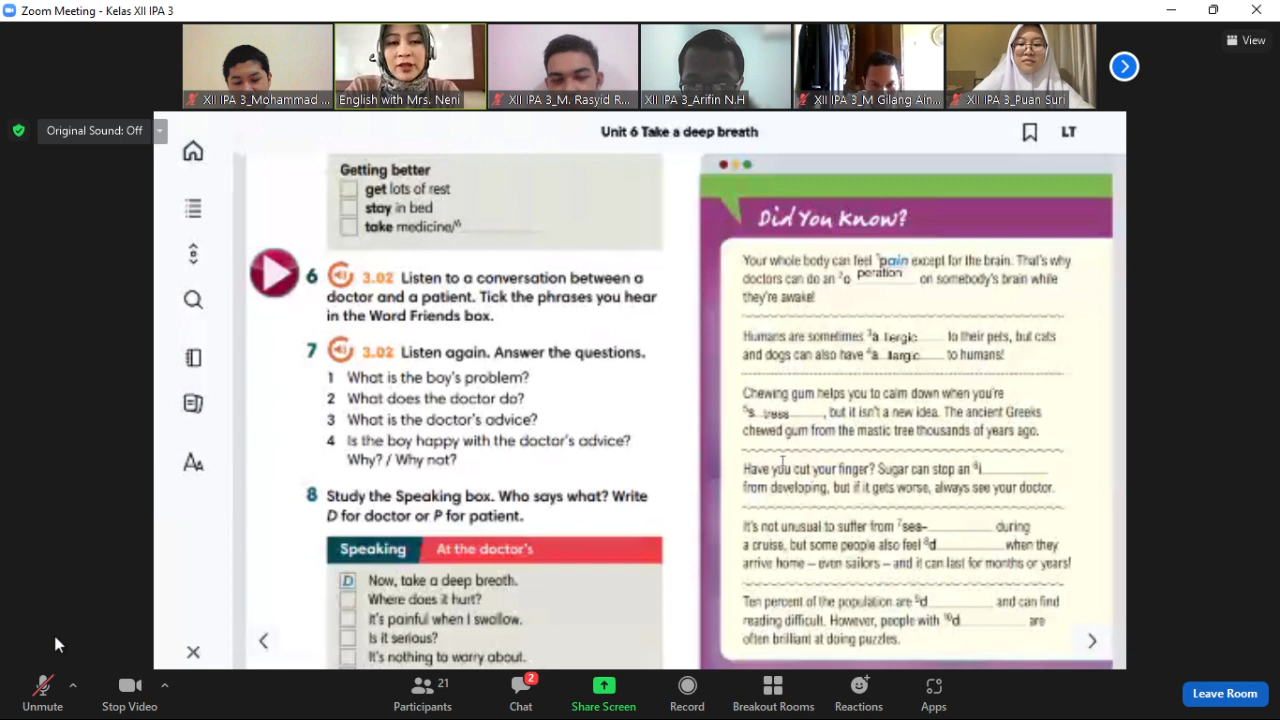 Zoom Meeting - Kelas XII IPA 3
View
XII IPA 3_Mohammad ...
English with Mrs. Neni
XII IPA 3_M. Rasyid R...
XII IPA 3_Arifin N.H
XII IPA 3_M Gilang Ain...
XII IPA 3_Puan Suri
Original Sound: Off
Unit 6 Take a deep breath
LT
Getting better
get lots of rest
stay in bed
take medicine/
6 3.02 Listen to a conversation between a
doctor and a patient. Tick the phrases you hear
in the Word Friends box.
7 3.02 Listen again. Answer the questions.
1 What is the boy's problem?
2 What does the doctor do?
3 What is the doctor's advice?
4 Is the boy happy with the doctor's advice?
Why? / Why not?
8 Study the Speaking box. Who says what? Write
D for doctor or P for patient.
Speaking At the doctor's
D Now, take a deep breath.
Where does it hurt?
It's painful when I swallow.
Is it serious?
It's nothing to worry about.
Did You Know?
Your whole body can feel 1pain except for the brain. That's why
doctors can do an 2o peration on somebody's brain while
they're awake!
Humans are sometimes 3a llergic to their pets, but cats
and dogs can also have 4a llargic to humans!
Chewing gum helps you to calm down when you're
5s tress, but it isn't a new idea. The ancient Greeks
chewed gum from the mastic tree thousands of years ago.
Have you cut your finger? Sugar can stop an 6i
from developing, but if it gets worse, always see your doctor.
It's not unusual to suffer from 7sea- during
a cruise, but some people also feel 8d when they
arrive home – even sailors – and it can last for months or years!
Ten percent of the population are 9d and can find
reading difficult. However, people with 10d are
often brilliant at doing puzzles.
Unmute
Stop Video
21
Participants
2
Chat
Share Screen
Record
Breakout Rooms
Reactions
Apps
Leave Room